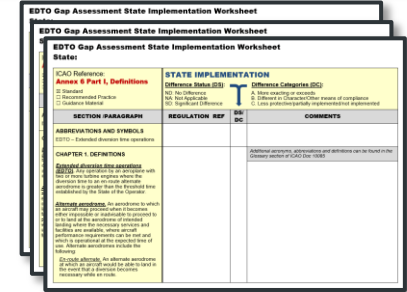 EDTO Gap Assessment State Implementation Worksheet
State:
EDTO Gap Assessment State Implementation Worksheet
State:
EDTO Gap Assessment State Implementation Worksheet
State:
ICAO Reference:
Annex 6 Part I, Definitions
☒ Standard
☐ Recommended Practice
☐ Guidance Material
STATE IMPLEMENTATION
Difference Status (DS):
ND: No Difference
NA: Not Applicable
SD: Significant Difference
Difference Categories (DC):
A. More exacting or exceeds
B. Different in Character/Other means of compliance
C. Less protective/partially implemented/not implemented
SECTION /PARAGRAPH
REGULATION REF
DS/
DC
COMMENTS
ABBREVIATIONS AND SYMBOLS
EDTO – Extended diversion time operations
CHAPTER 1. DEFINITIONS
Additional acronyms, abbreviations and definitions can be found in the
Glossary section of ICAO Doc 10085
Extended diversion time operations
(EDTO). Any operation by an aeroplane with
two or more turbine engines where the
diversion time to an en-route alternate
aerodrome is greater than the threshold time
established by the State of the Operator.
Alternate aerodrome. An aerodrome to which
an aircraft may proceed when it becomes
either impossible or inadvisable to proceed to
or to land at the aerodrome of intended
landing where the necessary services and
facilities are available, where aircraft
performance requirements can be met and
which is operational at the expected time of
use. Alternate aerodromes include the
following:
En-route alternate. An alternate aerodrome
at which an aircraft would be able to land in
the event that a diversion becomes
necessary while en route.